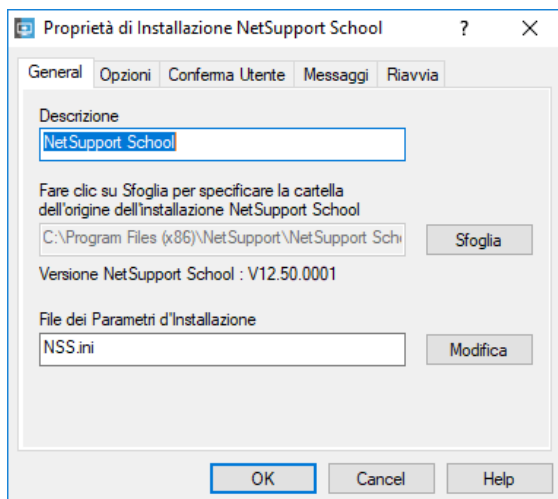 Proprietà di Installazione NetSupport School
General Opzioni Conferma Utente Messaggi Riavvia
Descrizione
NetSupport School
Fare clic su Sfoglia per specificare la cartella
dell'origine dell'installazione NetSupport School
C:\Program Files (x86)\NetSupport\NetSupport Sch Sfoglia
Versione NetSupport School : V12.50.0001
File dei Parametri d'Installazione
NSS.ini Modifica
OK Cancel Help